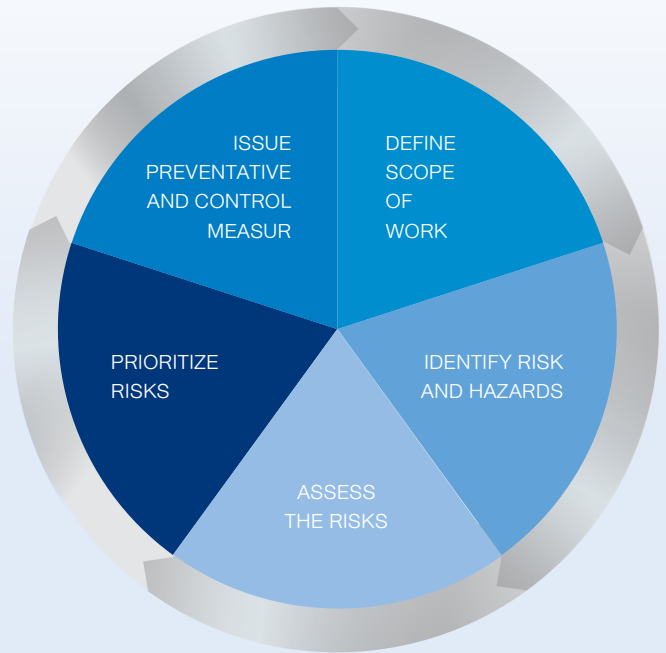 DEFINE
SCOPE
OF
WORK
IDENTIFY RISK
AND HAZARDS
ASSESS
THE RISKS
PRIORITIZE
RISKS
ISSUE
PREVENTATIVE
AND CONTROL
MEASUR